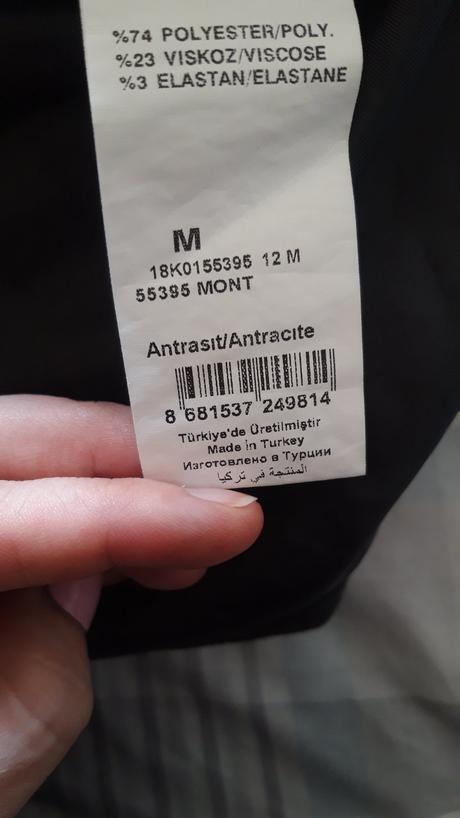 %74 POLYESTER/POLY.
%23 VISKOZ/VISCOSE
%3 ELASTAN/ELASTANE
M
18K0155395 12 M
55395 MONT
Antrasit/Antracite
8 681537 249814
Türkiye'de Üretilmiştir
Made in Turkey
Изготовлено в Турции
المنتجة في تركيا